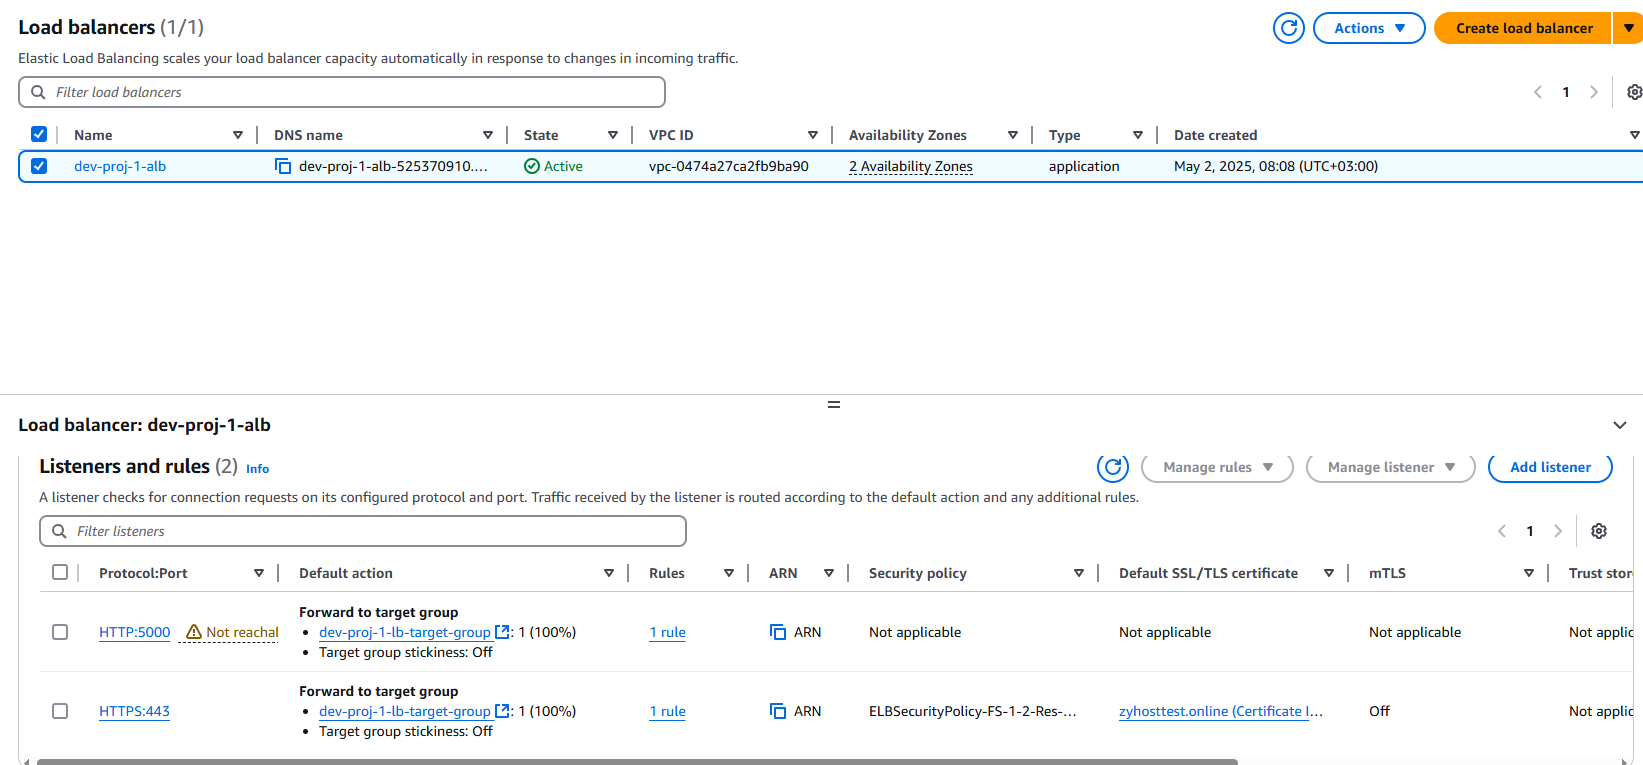 Load balancers (1/1)
Actions
Create load balancer
Elastic Load Balancing scales your load balancer capacity automatically in response to changes in incoming traffic.
Filter load balancers
1
Name DNS name State VPC ID Availability Zones Type Date created
dev-proj-1-alb dev-proj-1-alb-525370910.... Active vpc-0474a27ca2fb9ba90 2 Availability Zones application May 2, 2025, 08:08 (UTC+03:00)
Load balancer: dev-proj-1-alb
Listeners and rules (2) Info
Manage rules
Manage listener
Add listener
A listener checks for connection requests on its configured protocol and port. Traffic received by the listener is routed according to the default action and any additional rules.
Filter listeners
1
Protocol:Port Default action Rules ARN Security policy Default SSL/TLS certificate mTLS Trust stor
Forward to target group
HTTP:5000 Not reachal • dev-proj-1-lb-target-group : 1 (100%) 1 rule ARN Not applicable Not applicable Not applicable Not applic
• Target group stickiness: Off
Forward to target group
HTTPS:443 • dev-proj-1-lb-target-group : 1 (100%) 1 rule ARN ELBSecurityPolicy-FS-1-2-Res-... zyhosttest.online (Certificate I... Off Not applic
• Target group stickiness: Off